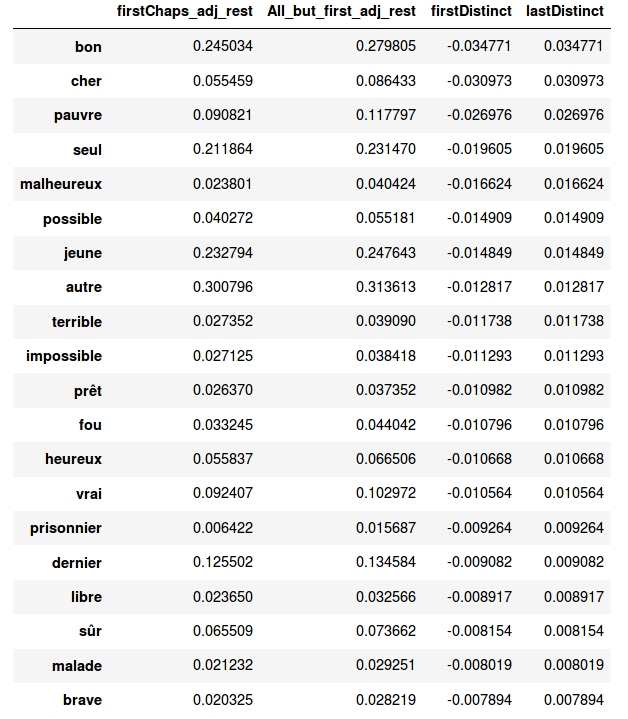 firstChaps_adj_rest All_but_first_adj_rest firstDistinct lastDistinct
bon 0.245034 0.279805 -0.034771 0.034771
cher 0.055459 0.086433 -0.030973 0.030973
pauvre 0.090821 0.117797 -0.026976 0.026976
seul 0.211864 0.231470 -0.019605 0.019605
malheureux 0.023801 0.040424 -0.016624 0.016624
possible 0.040272 0.055181 -0.014909 0.014909
jeune 0.232794 0.247643 -0.014849 0.014849
autre 0.300796 0.313613 -0.012817 0.012817
terrible 0.027352 0.039090 -0.011738 0.011738
impossible 0.027125 0.038418 -0.011293 0.011293
prêt 0.026370 0.037352 -0.010982 0.010982
fou 0.033245 0.044042 -0.010796 0.010796
heureux 0.055837 0.066506 -0.010668 0.010668
vrai 0.092407 0.102972 -0.010564 0.010564
prisonnier 0.006422 0.015687 -0.009264 0.009264
dernier 0.125502 0.134584 -0.009082 0.009082
libre 0.023650 0.032566 -0.008917 0.008917
sûr 0.065509 0.073662 -0.008154 0.008154
malade 0.021232 0.029251 -0.008019 0.008019
brave 0.020325 0.028219 -0.007894 0.007894